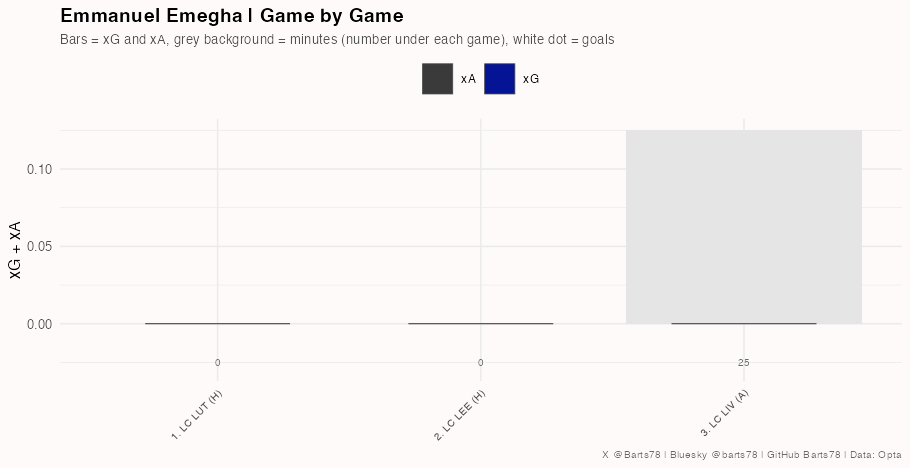 Emmanuel Emegha | Game by Game
Bars = xG and xA, grey background = minutes (number under each game), white dot = goals
xA xG
xG + xA
0.10
0.05
0.00
0 0 25
1. LC LUT (H) 2. LC LEE (H) 3. LC LIV (A)
X @Barts78 | Bluesky @barts78 | GitHub Barts78 | Data: Opta